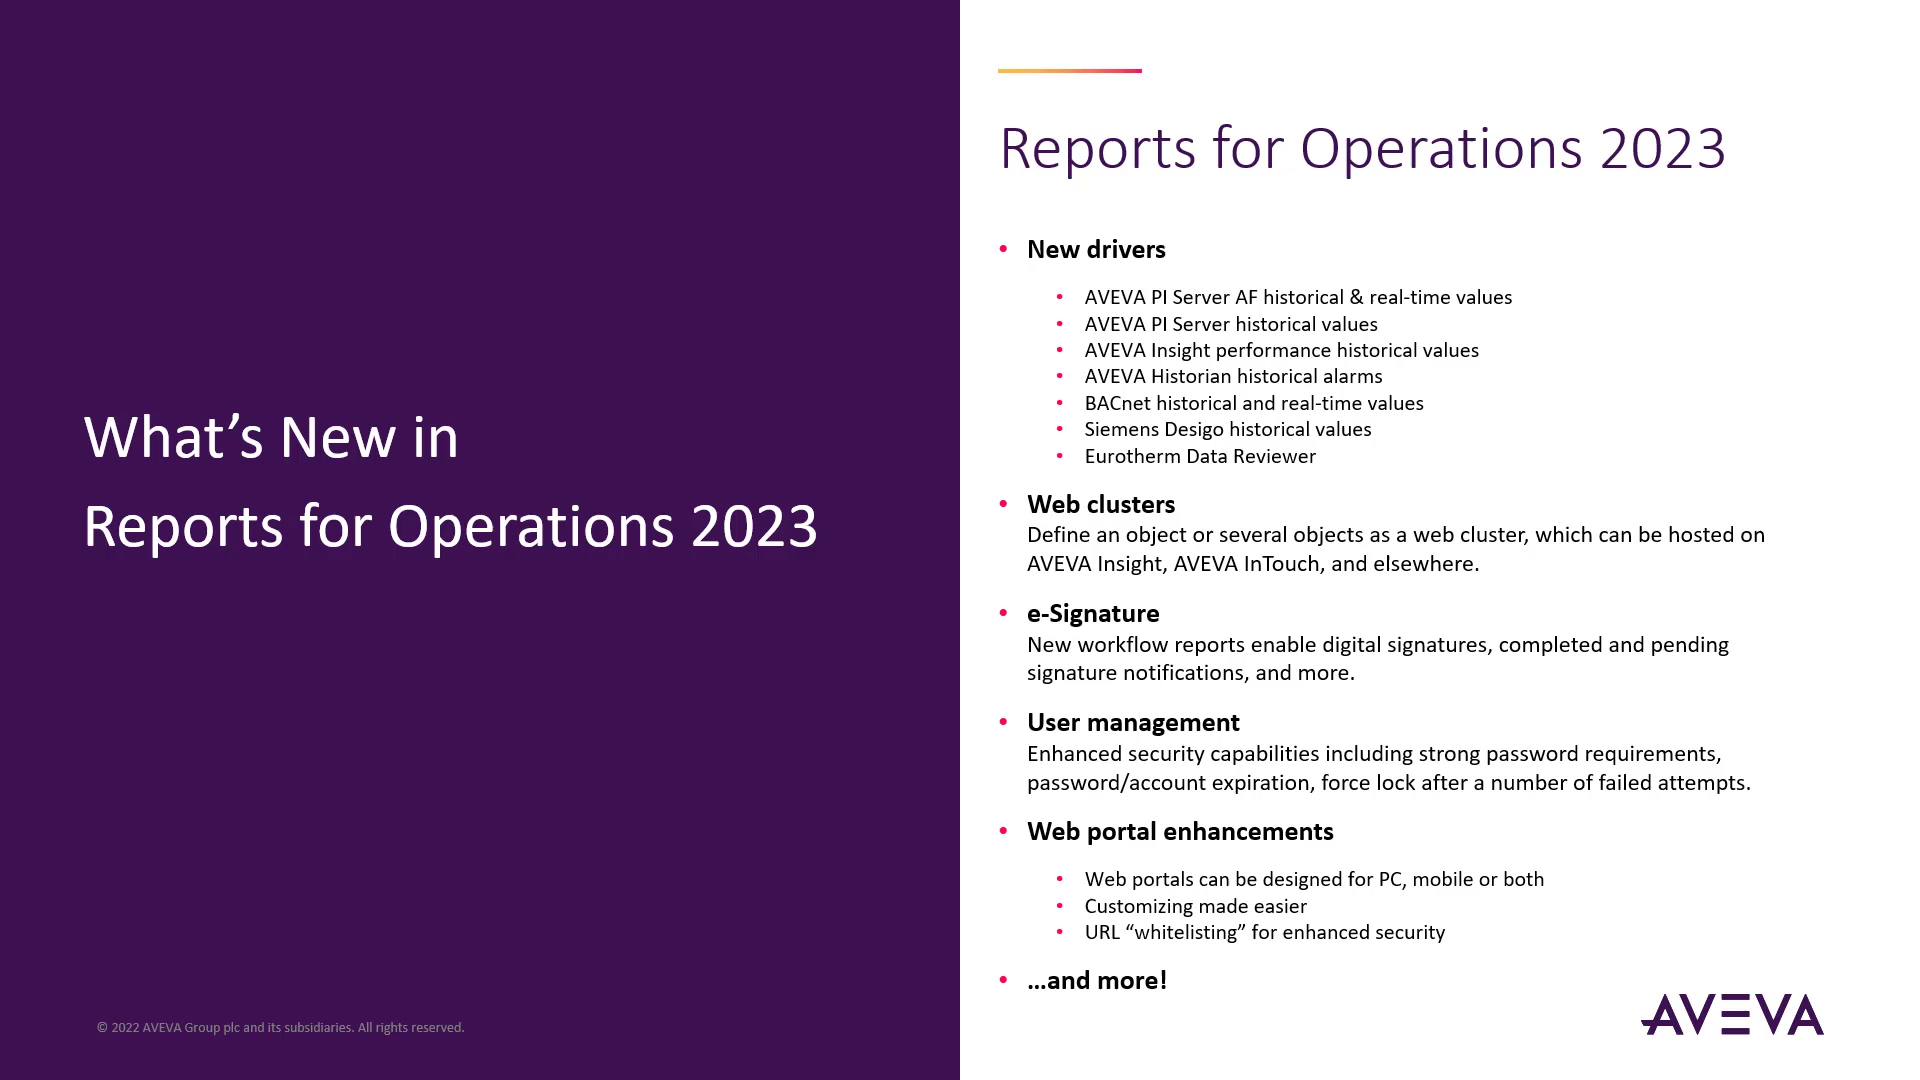 What’s New in
Reports for Operations 2023
© 2022 AVEVA Group plc and its subsidiaries. All rights reserved.
Reports for Operations 2023
• New drivers
• AVEVA PI Server AF historical & real-time values
• AVEVA PI Server historical values
• AVEVA Insight performance historical values
• AVEVA Historian historical alarms
• BACnet historical and real-time values
• Siemens Desigo historical values
• Eurotherm Data Reviewer
• Web clusters
Define an object or several objects as a web cluster, which can be hosted on
AVEVA Insight, AVEVA InTouch, and elsewhere.
• e-Signature
New workflow reports enable digital signatures, completed and pending
signature notifications, and more.
• User management
Enhanced security capabilities including strong password requirements,
password/account expiration, force lock after a number of failed attempts.
• Web portal enhancements
• Web portals can be designed for PC, mobile or both
• Customizing made easier
• URL “whitelisting” for enhanced security
• …and more!
AVEVA